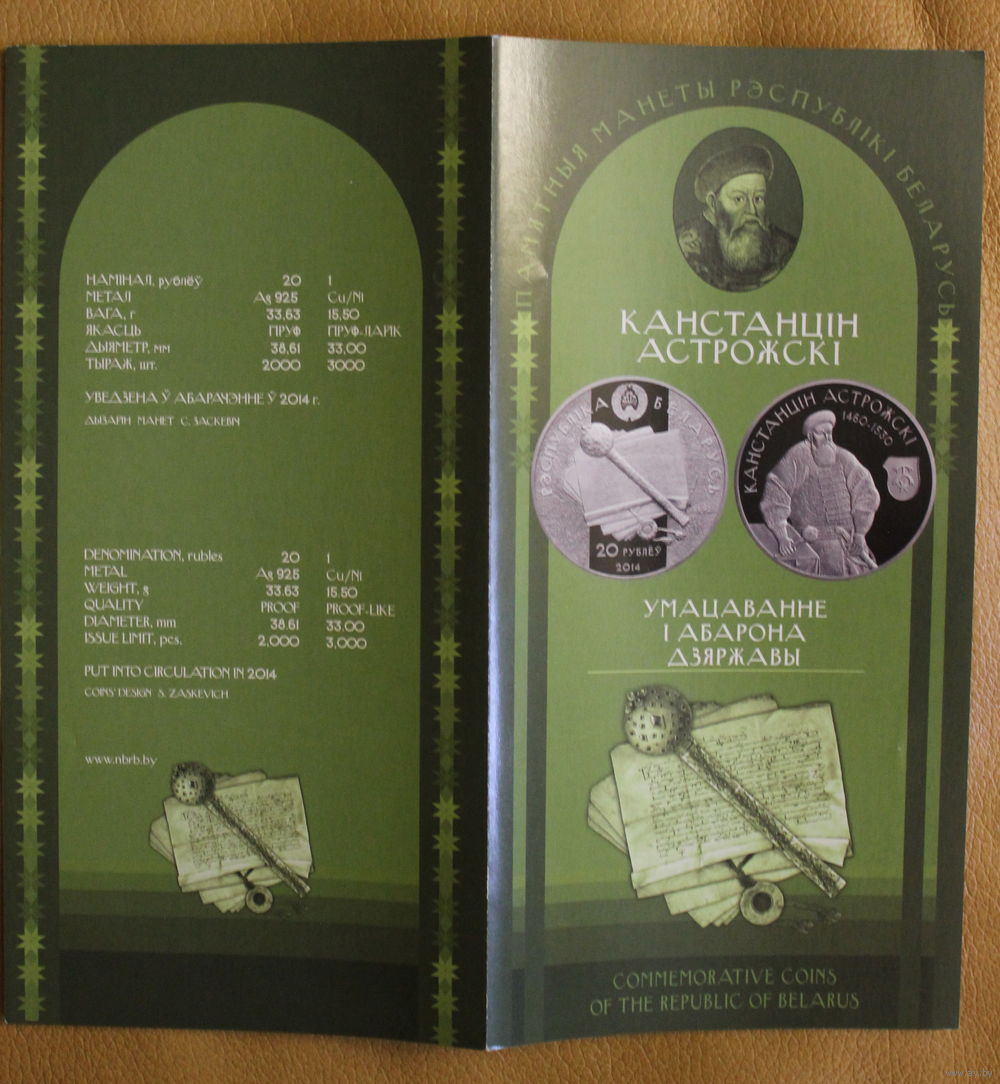 НАМІНАЛ, рублёў 20 1
МЕТАЛ Ag 925 Cu/Ni
ВАГА, г 33,63 15,50
ЯКАСЦЬ ПРУФ ПРУФ-ЛАЙК
ДЫЯМЕТР, мм 38,61 33,00
ТЫРАЖ, шт. 2000 3000
УВЕДЗЕНА Ў АБАРАЧЭННЕ Ў 2014 г.
ДЫЗАЙН МАНЕТ С. ЗАСКЕВІЧ
DENOMINATION, rubles 20 1
METAL Ag 925 Cu/Ni
WEIGHT, g 33.63 15.50
QUALITY PROOF PROOF-LIKE
DIAMETER, mm 38.61 33.00
ISSUE LIMIT, pcs. 2,000 3,000
PUT INTO CIRCULATION IN 2014
COINS' DESIGN S. ZASKEVICH
www.nbrb.by
ПАМЯТНЫЯ МАНЕТЫ РЭСПУБЛІКІ БЕЛАРУСЬ
КАНСТАНЦІН
АСТРОЖСКІ
РЭСПУБЛІКА БЕЛАРУСЬ
20 РУБЛЁЎ
2014
КАНСТАНЦІН АСТРОЖСКІ
1460-1530
УМАЦАВАННЕ
І АБАРОНА
ДЗЯРЖАВЫ
COMMEMORATIVE COINS
OF THE REPUBLIC OF BELARUS
www.ay.by